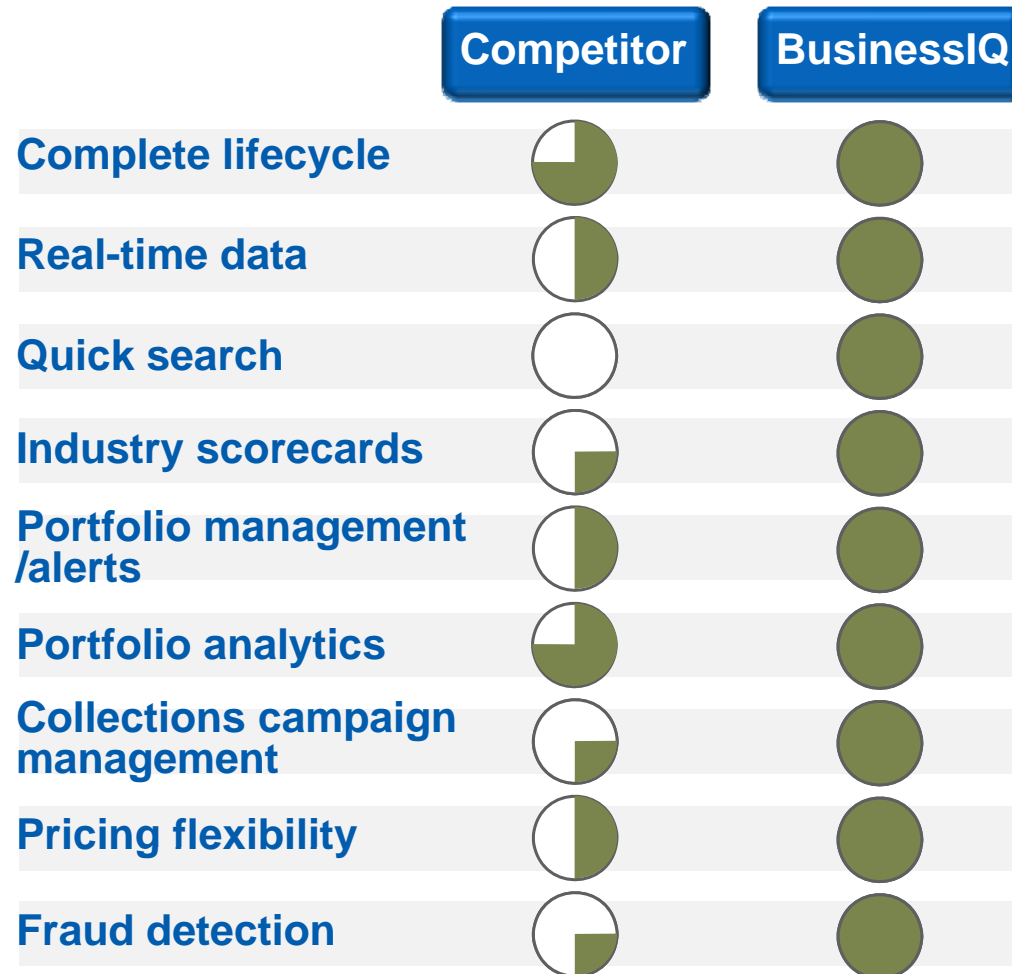 Competitor BusinessIQ
Complete lifecycle
Real-time data
Quick search
Industry scorecards
Portfolio management
/alerts
Portfolio analytics
Collections campaign
management
Pricing flexibility
Fraud detection